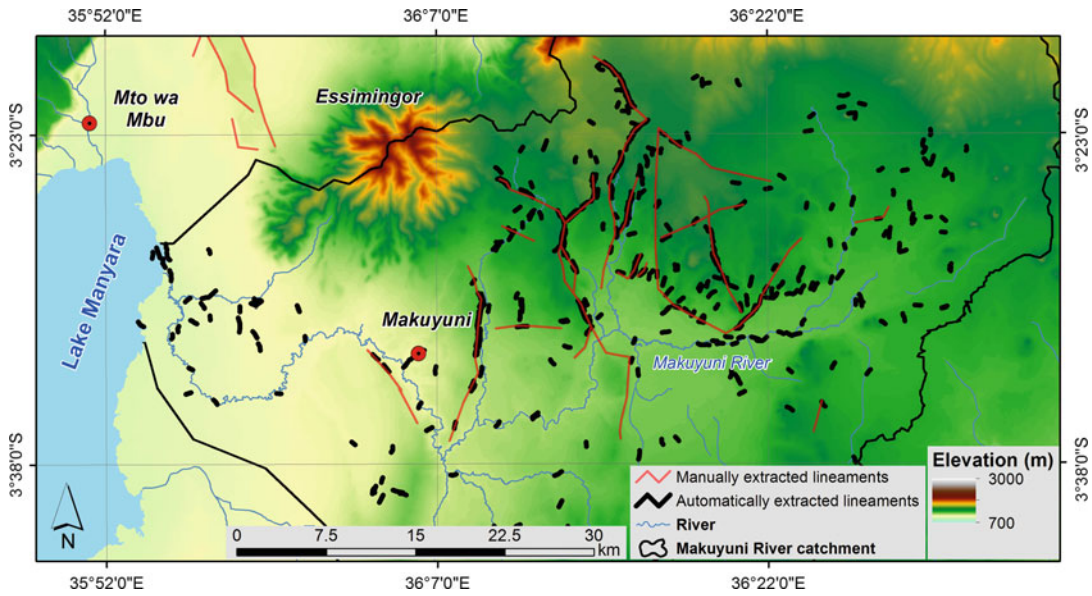 35°52'0"E
36°7'0"E
36°22'0"E
3°23'0"S
3°23'0"S
Mto wa
Mbu
Essimingor
Lake Manyara
Makuyuni
Makuyuni River
3°38'0"S
3°38'0"S
Manually extracted lineaments
Automatically extracted lineaments
River
Makuyuni River catchment
Elevation (m)
3000
700
N
0 7.5 15 22.5 30
km
35°52'0"E
36°7'0"E
36°22'0"E